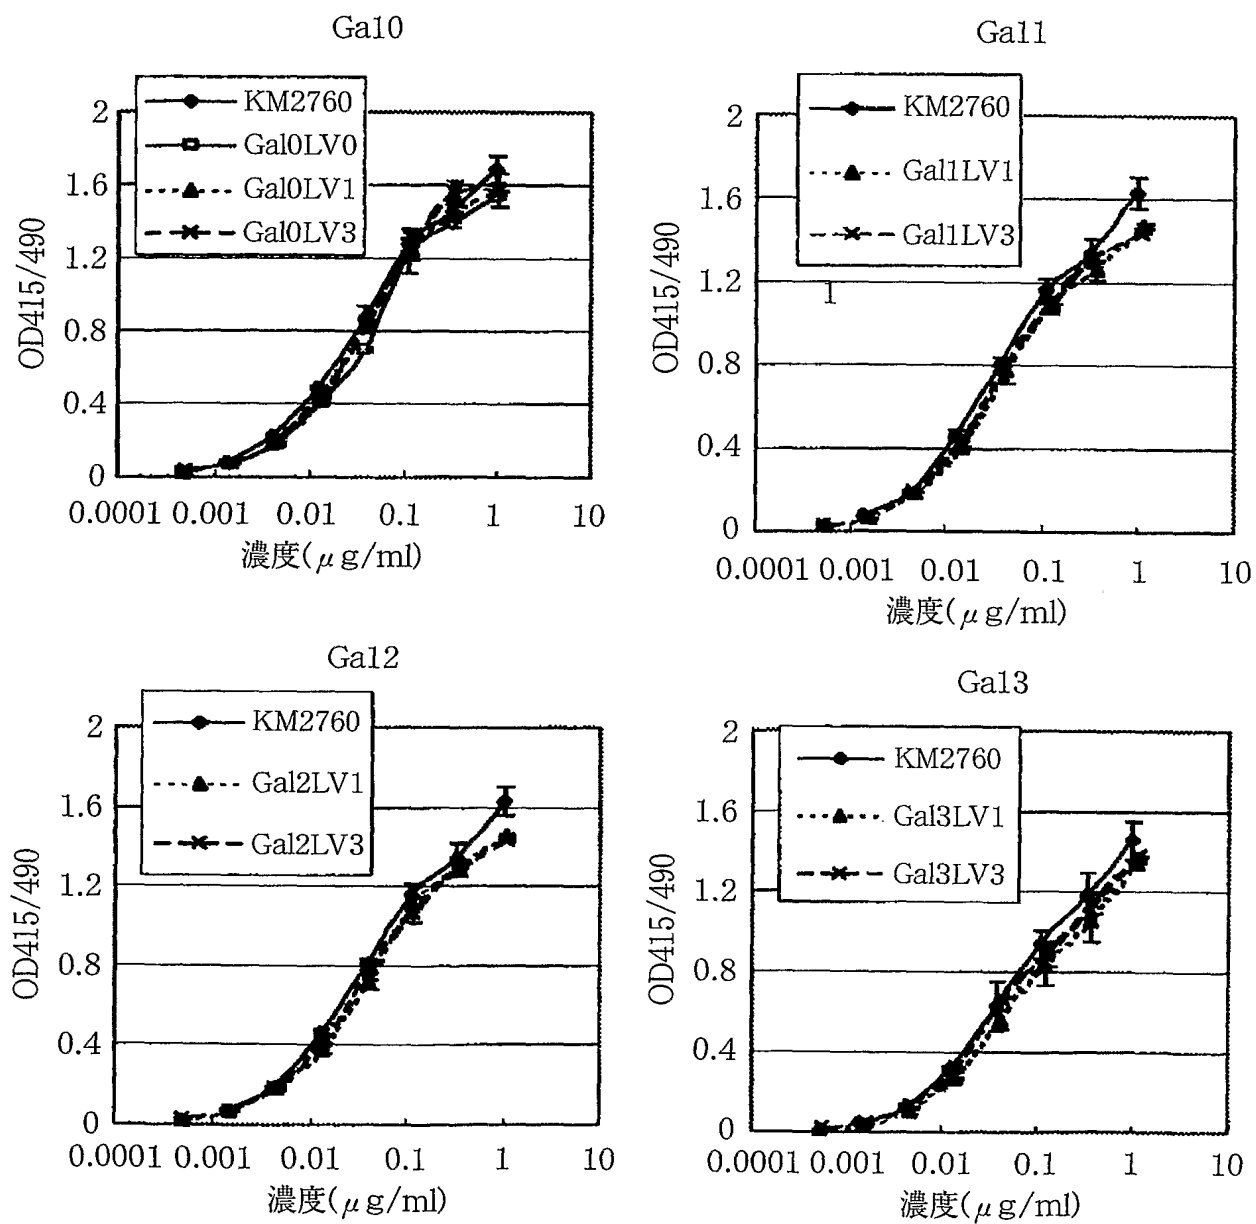 Gal0
KM2760
Gal0LV0
Gal0LV1
Gal0LV3
2
1.6
1.2
0.8
0.4
0
OD415/490
0.0001 0.001 0.01 0.1 1 10
濃度(μg/ml)
Gal1
KM2760
Gal1LV1
Gal1LV3
2
1.6
1.2
0.8
0.4
0
1
OD415/490
0.0001 0.001 0.01 0.1 1 10
濃度(μg/ml)
Gal2
KM2760
Gal2LV1
Gal2LV3
2
1.6
1.2
0.8
0.4
0
OD415/490
0.0001 0.001 0.01 0.1 1 10
濃度(μg/ml)
Gal3
KM2760
Gal3LV1
Gal3LV3
2
1.6
1.2
0.8
0.4
0
OD415/490
0.0001 0.001 0.01 0.1 1 10
濃度(μg/ml)